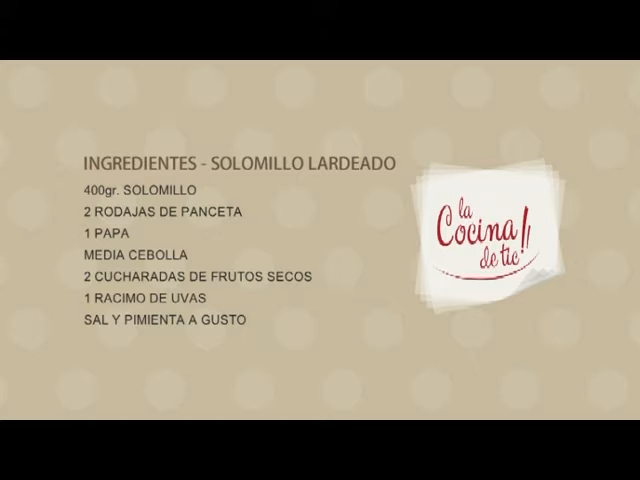 INGREDIENTES - SOLOMILLO LARDEADO
400gr. SOLOMILLO
2 RODAJAS DE PANCETA
1 PAPA
MEDIA CEBOLLA
2 CUCHARADAS DE FRUTOS SECOS
1 RACIMO DE UVAS
SAL Y PIMIENTA A GUSTO
la
Cocina!!
de tic